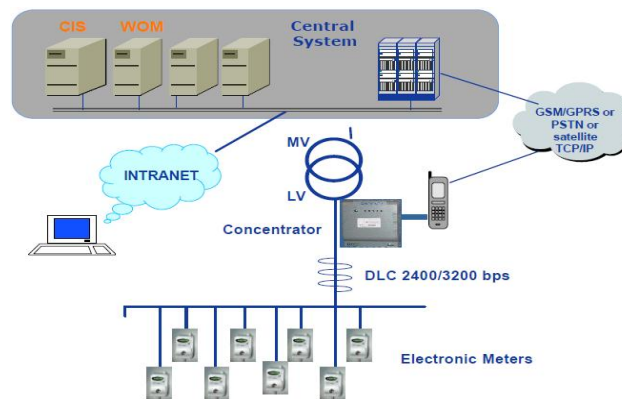 CIS
WOM
Central
System
GSM/GPRS or
PSTN or
satellite
TCP/IP
MV
LV
INTRANET
Concentrator
DLC 2400/3200 bps
Electronic Meters